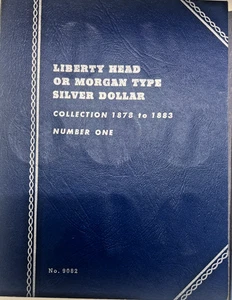 LIBERTY HEAD
OR MORGAN TYPE
SILVER DOLLAR
COLLECTION 1878 to 1883
NUMBER ONE
No. 9082